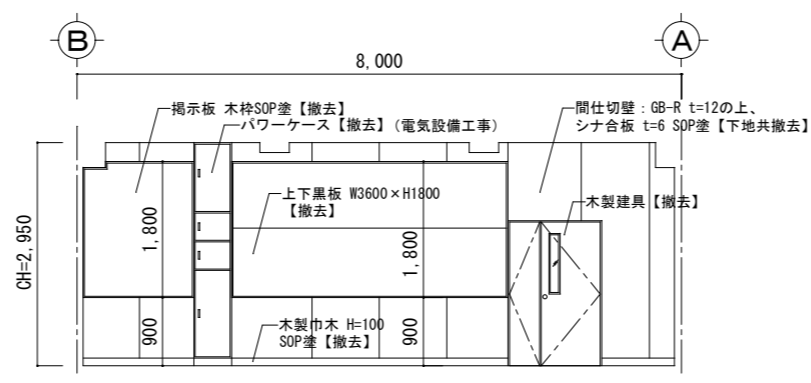 B
A
8,000
掲示板 木枠SOP塗【撤去】
パワーケース【撤去】(電気設備工事)
間仕切壁：GB-R t=12の上、
シナ合板 t=6 SOP塗【下地共撤去】
上下黒板 W3600×H1800
【撤去】
木製建具【撤去】
CH=2,950
1,800
1,800
900
900
木製巾木 H=100
SOP塗【撤去】